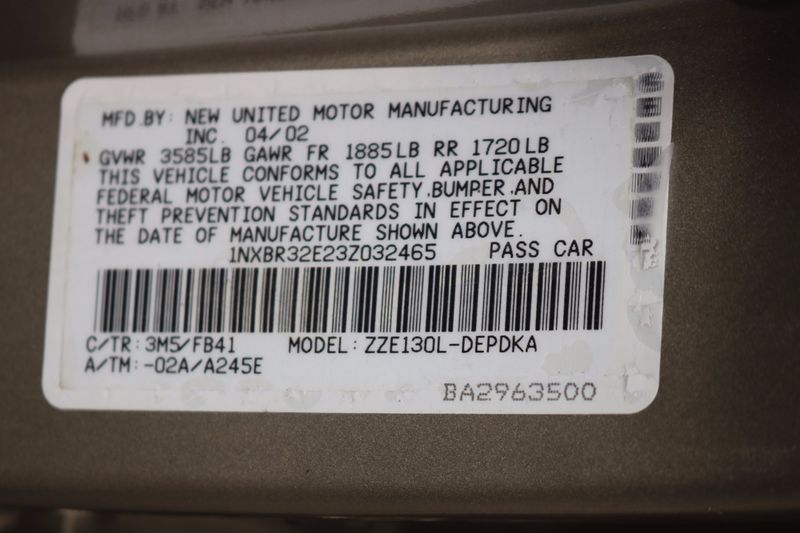 MFD.BY: NEW UNITED MOTOR MANUFACTURING
INC. 04/02
GVWR 3585LB GAWR FR 1885LB RR 1720LB
THIS VEHICLE CONFORMS TO ALL APPLICABLE
FEDERAL MOTOR VEHICLE SAFETY.BUMPER.AND
THEFT PREVENTION STANDARDS IN EFFECT ON
THE DATE OF MANUFACTURE SHOWN ABOVE.
1NXBR32E23Z032465 PASS CAR
C/TR:3M5/FB41 MODEL:ZZE130L-DEPDKA
A/TM:-02A/A245E
BA2963500